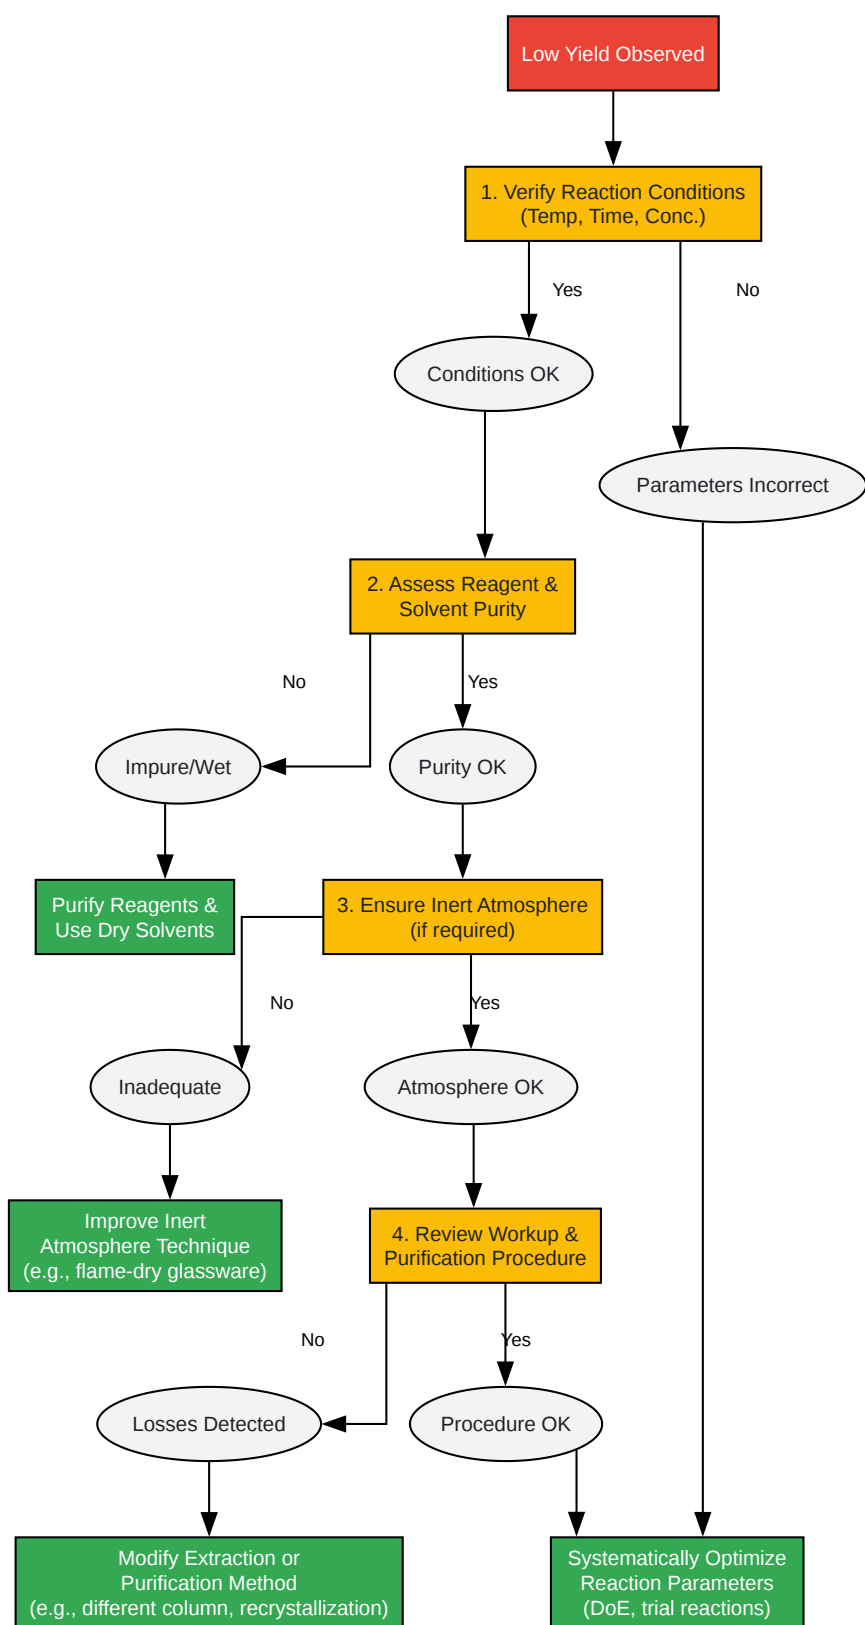 Low Yield Observed
1. Verify Reaction Conditions
(Temp, Time, Conc.)
Yes
No
Conditions OK
Parameters Incorrect
2. Assess Reagent &
Solvent Purity
No
Yes
Impure/Wet
Purity OK
Purify Reagents &
Use Dry Solvents
3. Ensure Inert Atmosphere
(if required)
No
Yes
Inadequate
Atmosphere OK
Improve Inert
Atmosphere Technique
(e.g., flame-dry glassware)
4. Review Workup &
Purification Procedure
No
Yes
Losses Detected
Procedure OK
Modify Extraction or
Purification Method
(e.g., different column, recrystallization)
Systematically Optimize
Reaction Parameters
(DoE, trial reactions)